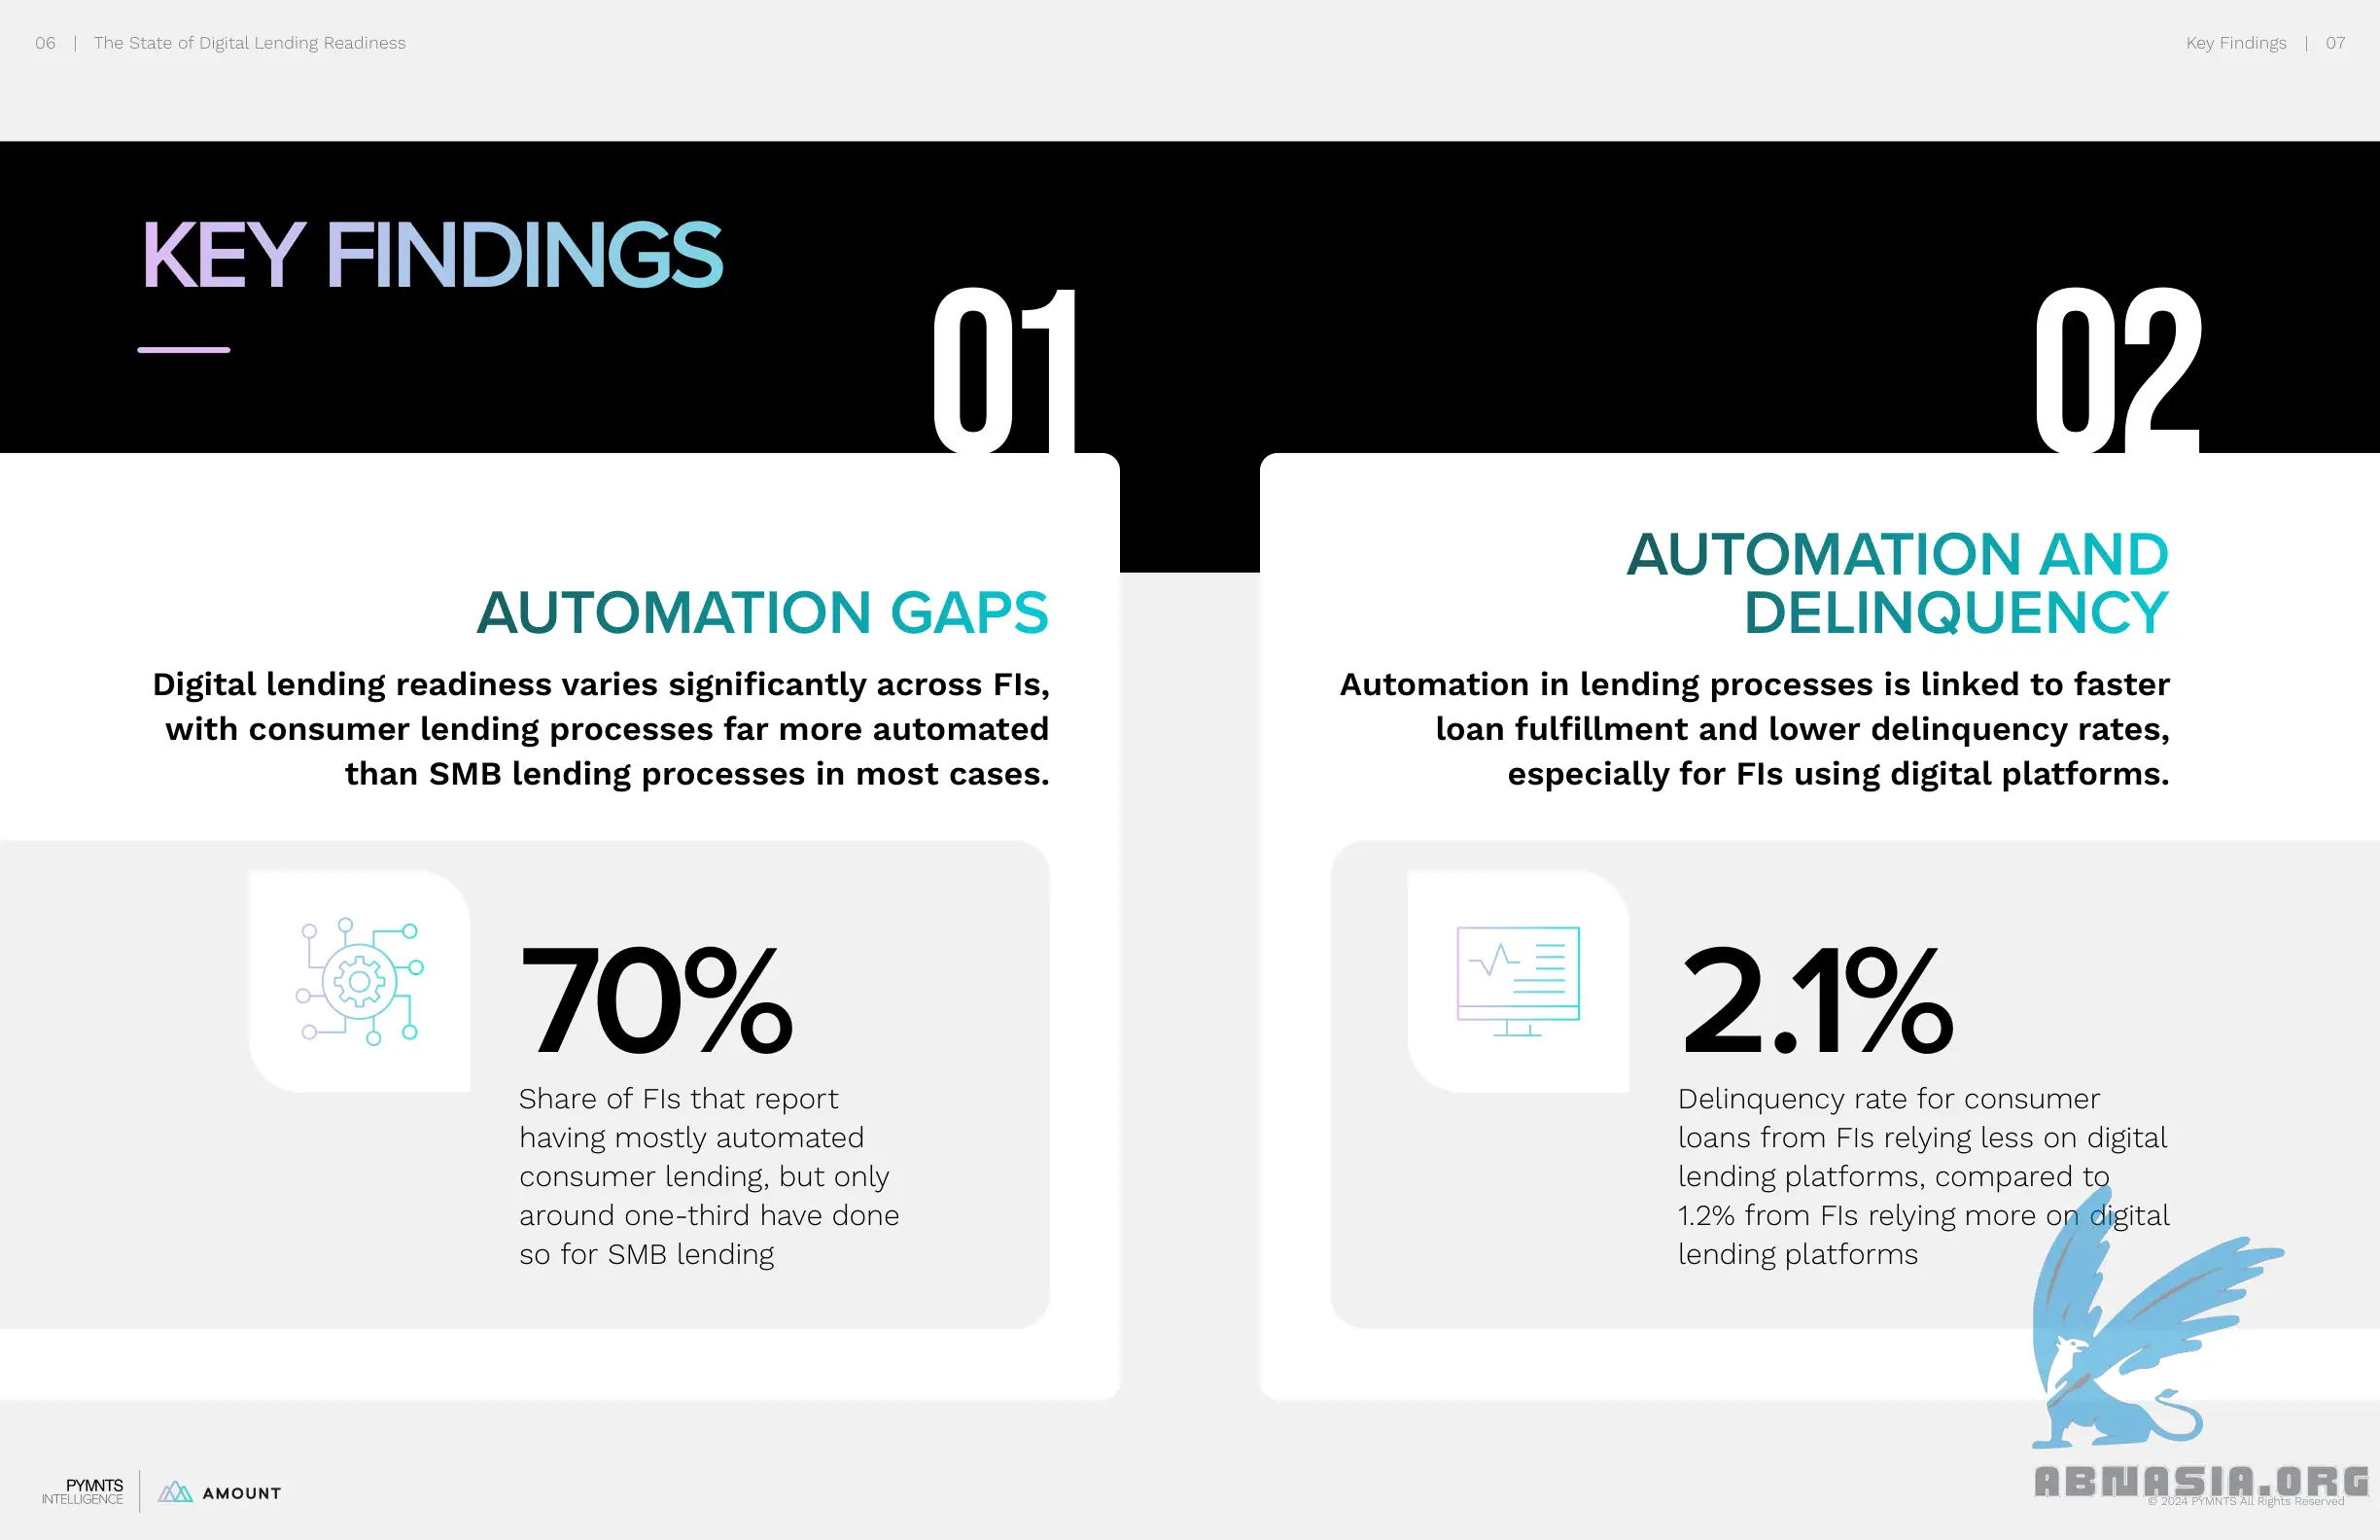 06 | The State of Digital Lending Readiness
Key Findings | 07
KEY FINDINGS
01
AUTOMATION GAPS
Digital lending readiness varies significantly across FIs,
with consumer lending processes far more automated
than SMB lending processes in most cases.
70%
Share of FIs that report
having mostly automated
consumer lending, but only
around one-third have done
so for SMB lending
02
AUTOMATION AND
DELINQUENCY
Automation in lending processes is linked to faster
loan fulfillment and lower delinquency rates,
especially for FIs using digital platforms.
2.1%
Delinquency rate for consumer
loans from FIs relying less on digital
lending platforms, compared to
1.2% from FIs relying more on digital
lending platforms
PYMNTS
INTELLIGENCE
AMOUNT
ABNASIA.ORG
© 2024 PYMNTS All Rights Reserved